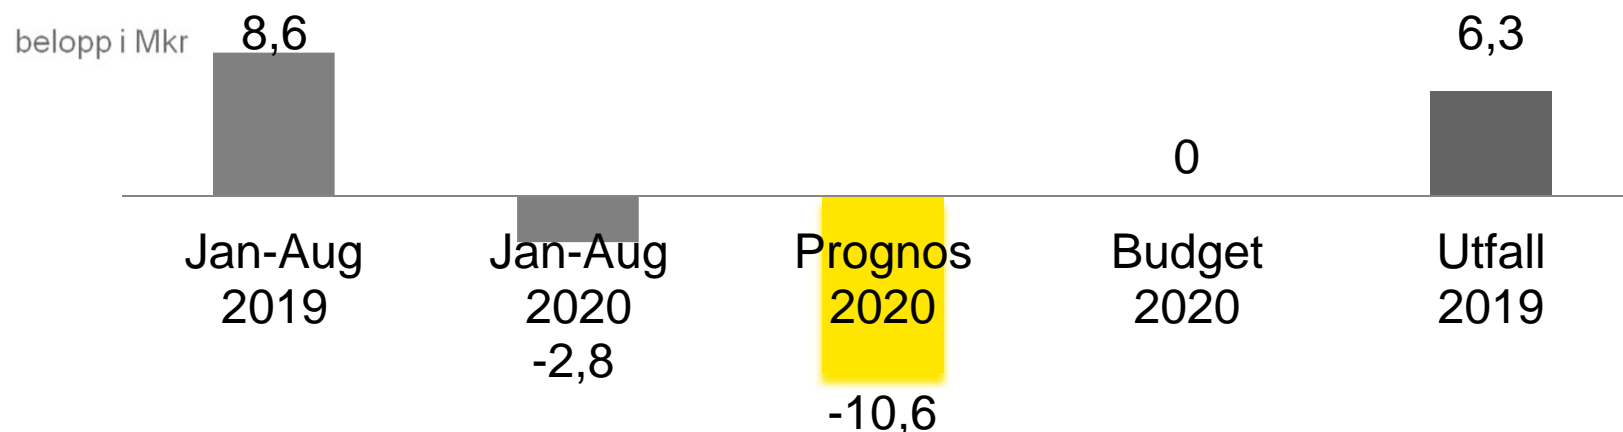 belopp i Mkr
8,6
6,3
0
Jan-Aug
2019
Jan-Aug
2020
-2,8
Prognos
2020
-10,6
Budget
2020
Utfall
2019